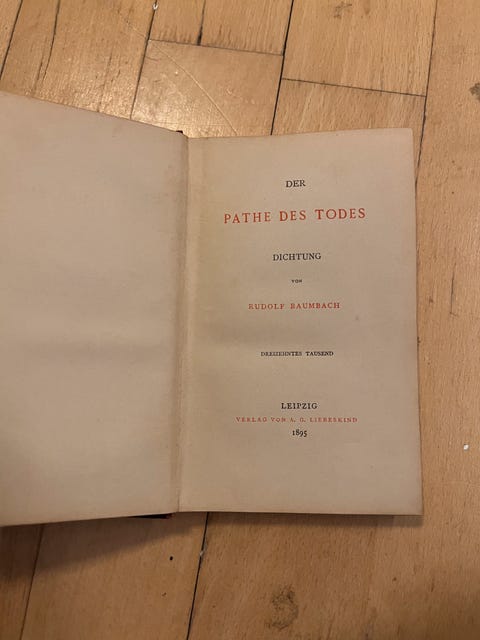 DER
PATHE DES TODES
DICHTUNG
VON
RUDOLF BAUMBACH
DREIZEHNTES TAUSEND
LEIPZIG
VERLAG VON A. G. LIEBESKIND
1895